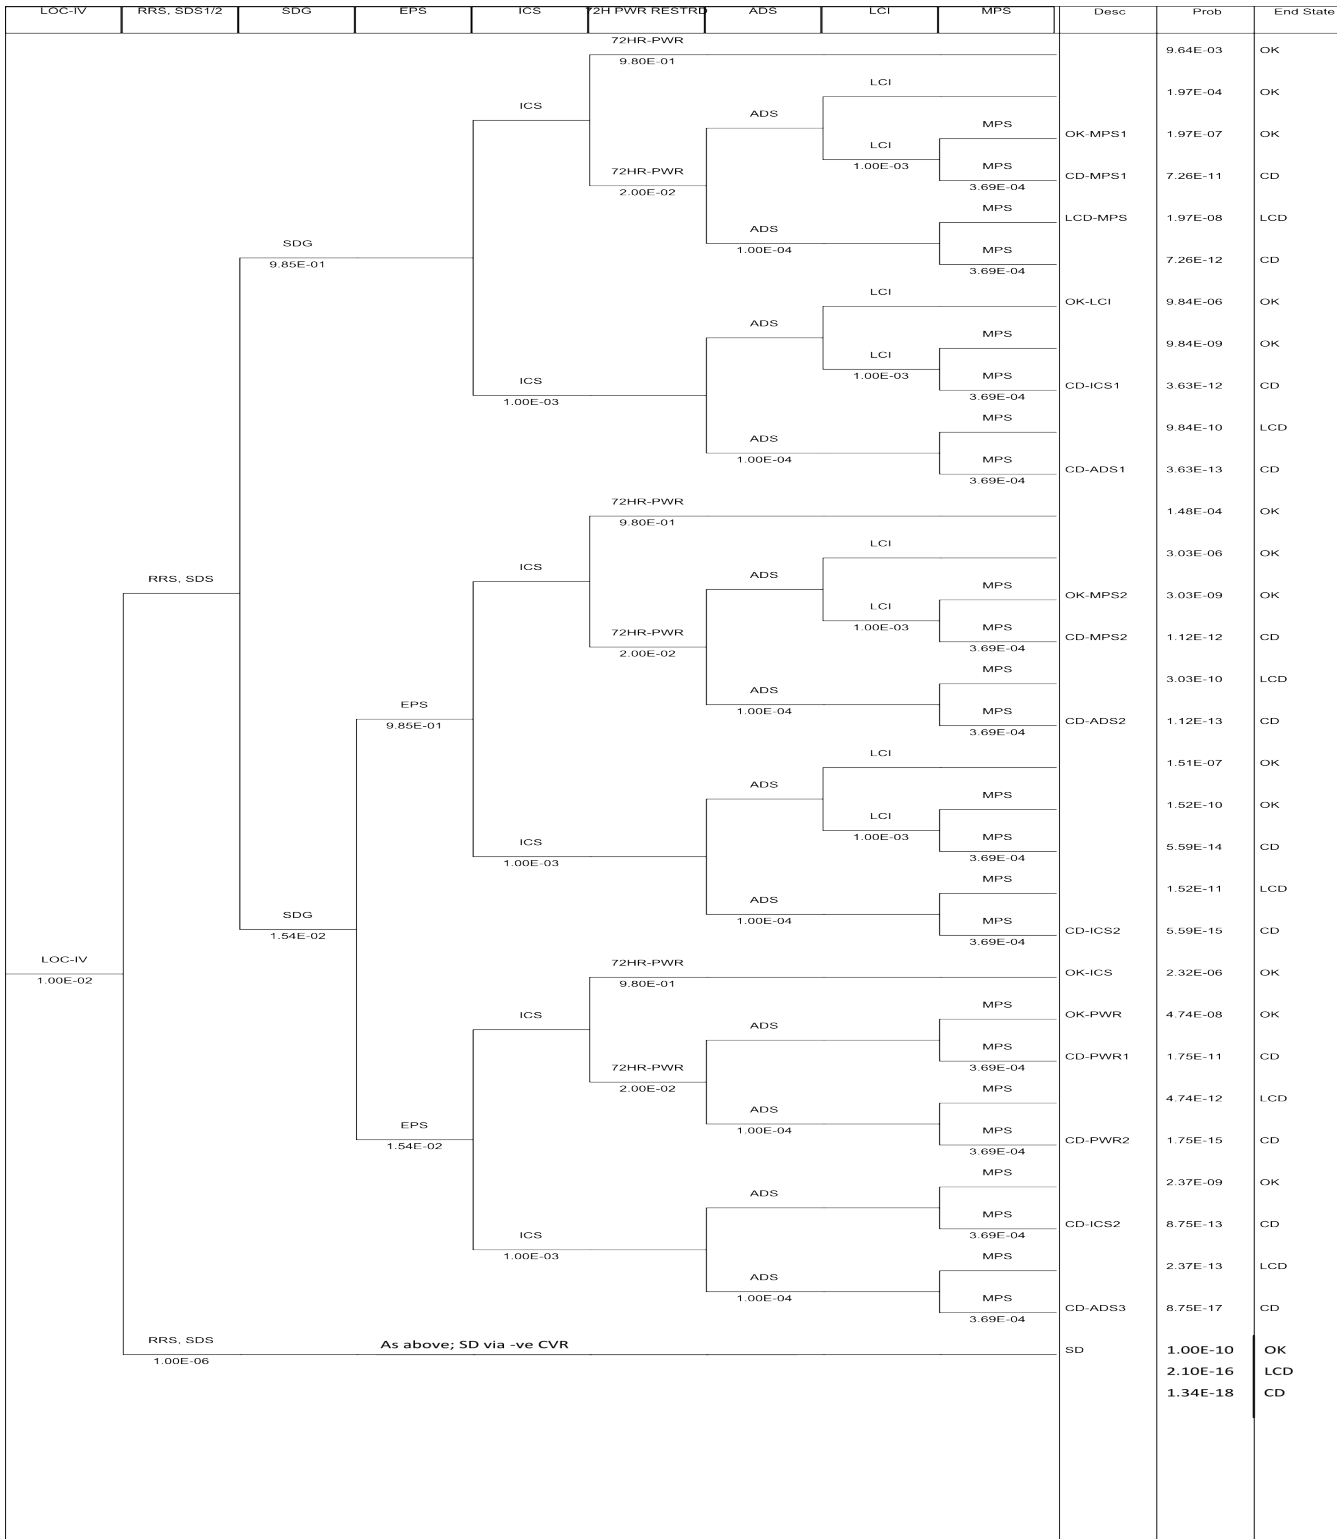 LOC-IV RRS, SDS1/2 SDG EPS ICS 72H PWR RESTRD ADS LCI MPS Desc Prob End State
72HR-PWR
9.80E-01 9.64E-03 OK
LCI
1.97E-04 OK
ICS ADS
MPS
OK-MPS1 1.97E-07 OK
LCI
1.00E-03
MPS
72HR-PWR CD-MPS1 7.26E-11 CD
2.00E-02 3.69E-04
MPS
LCD-MPS 1.97E-08 LCD
SDG ADS
9.85E-01 1.00E-04
MPS
3.69E-04 7.26E-12 CD
LCI
OK-LCI 9.84E-06 OK
ADS
MPS
9.84E-09 OK
LCI
1.00E-03
ICS MPS
1.00E-03 3.69E-04 CD-ICS1 3.63E-12 CD
MPS
9.84E-10 LCD
ADS
1.00E-04
MPS
3.69E-04 CD-ADS1 3.63E-13 CD
72HR-PWR
9.80E-01 1.48E-04 OK
LCI
3.03E-06 OK
RRS, SDS ICS ADS
MPS
OK-MPS2 3.03E-09 OK
LCI
1.00E-03
72HR-PWR MPS
2.00E-02 3.69E-04 CD-MPS2 1.12E-12 CD
MPS
3.03E-10 LCD
EPS ADS
9.85E-01 1.00E-04
MPS
3.69E-04 CD-ADS2 1.12E-13 CD
LCI
1.51E-07 OK
ADS
MPS
1.52E-10 OK
LCI
1.00E-03
ICS MPS
1.00E-03 3.69E-04 5.59E-14 CD
MPS
1.52E-11 LCD
SDG ADS
1.54E-02 1.00E-04
MPS
3.69E-04 CD-ICS2 5.59E-15 CD
LOC-IV 72HR-PWR
1.00E-02 9.80E-01 OK-ICS 2.32E-06 OK
MPS
OK-PWR 4.74E-08 OK
ICS ADS
MPS
3.69E-04 CD-PWR1 1.75E-11 CD
72HR-PWR
2.00E-02
MPS
4.74E-12 LCD
EPS ADS
1.54E-02 1.00E-04
MPS
3.69E-04 CD-PWR2 1.75E-15 CD
MPS
2.37E-09 OK
ADS
MPS
3.69E-04 CD-ICS2 8.75E-13 CD
ICS
1.00E-03
MPS
2.37E-13 LCD
ADS
1.00E-04
MPS
3.69E-04 CD-ADS3 8.75E-17 CD
RRS, SDS As above; SD via -ve CVR
1.00E-06 SD 1.00E-10 OK
2.10E-16 LCD
1.34E-18 CD